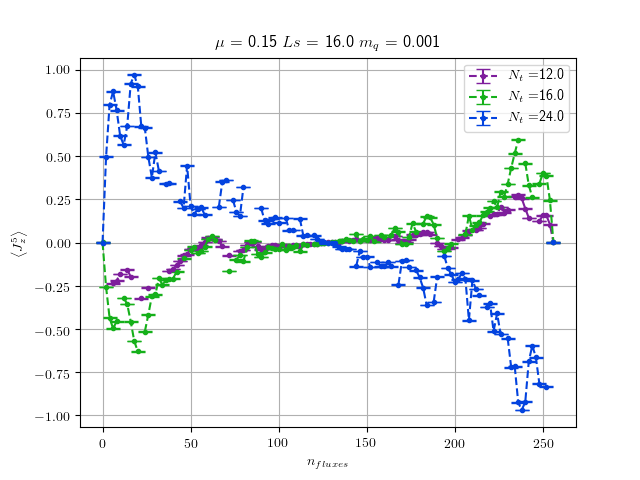 μ = 0.15 Ls = 16.0 m_q = 0.001
N_t = 12.0
N_t = 16.0
N_t = 24.0
1.00
0.75
0.50
0.25
0.00
−0.25
−0.50
−0.75
−1.00
⟨J_z^5⟩
0 50 100 150 200 250
n_{fluxes}